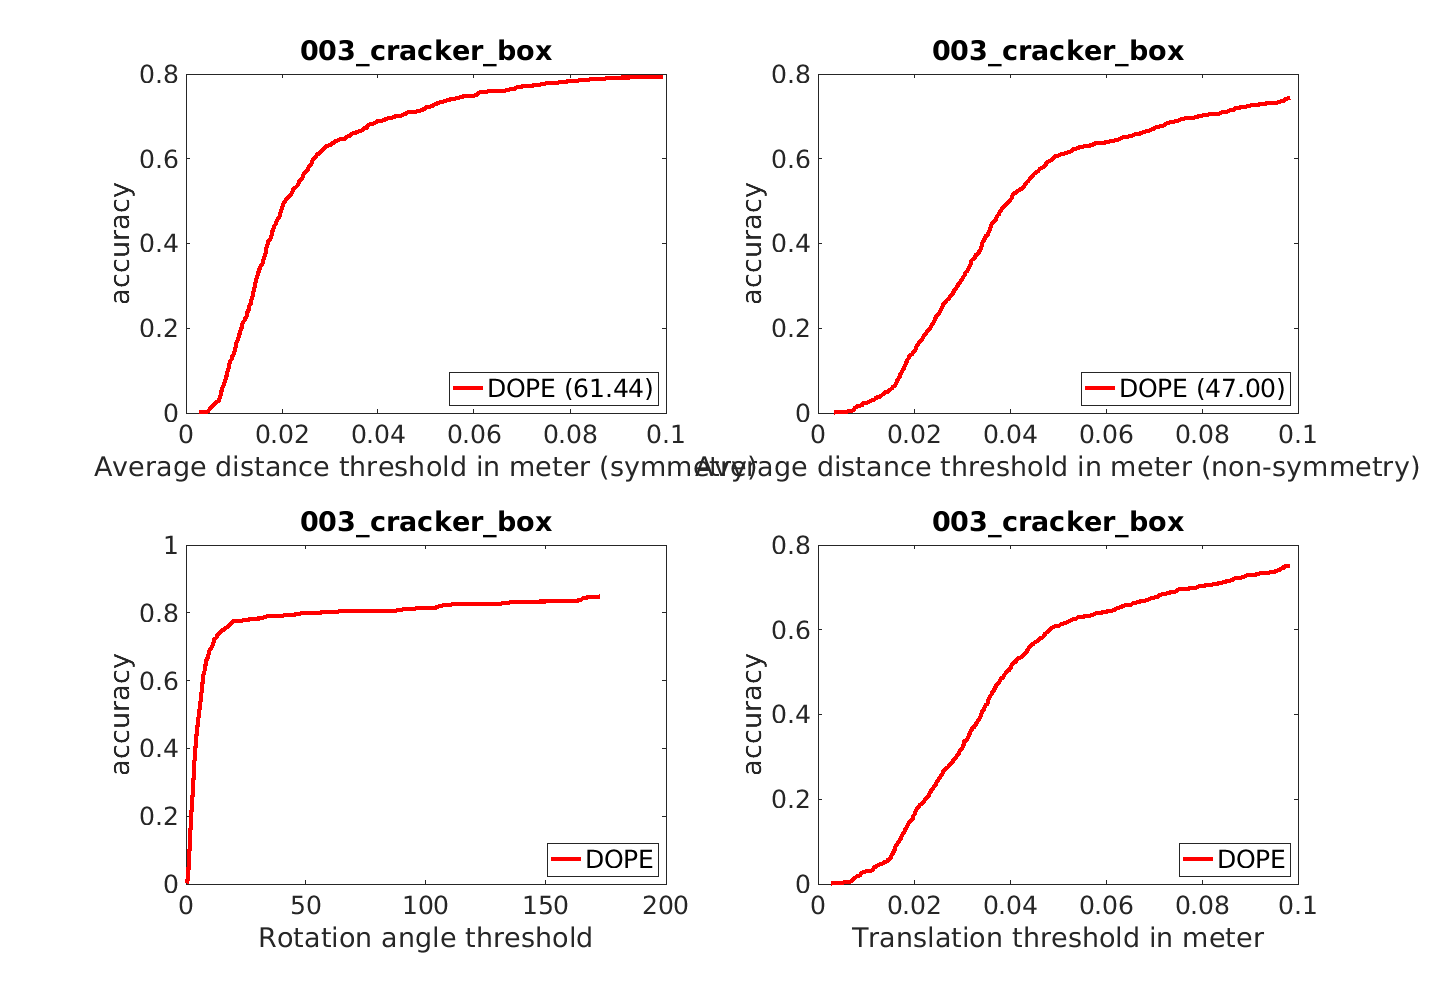 003_cracker_box
0.8
0.6
0.4
0.2
0
accuracy
DOPE (61.44)
0 0.02 0.04 0.06 0.08 0.1
Average distance threshold in meter (symmetry)
003_cracker_box
0.8
0.6
0.4
0.2
0
accuracy
DOPE (47.00)
0 0.02 0.04 0.06 0.08 0.1
Average distance threshold in meter (non-symmetry)
003_cracker_box
1
0.8
0.6
0.4
0.2
0
accuracy
DOPE
0 50 100 150 200
Rotation angle threshold
003_cracker_box
0.8
0.6
0.4
0.2
0
accuracy
DOPE
0 0.02 0.04 0.06 0.08 0.1
Translation threshold in meter